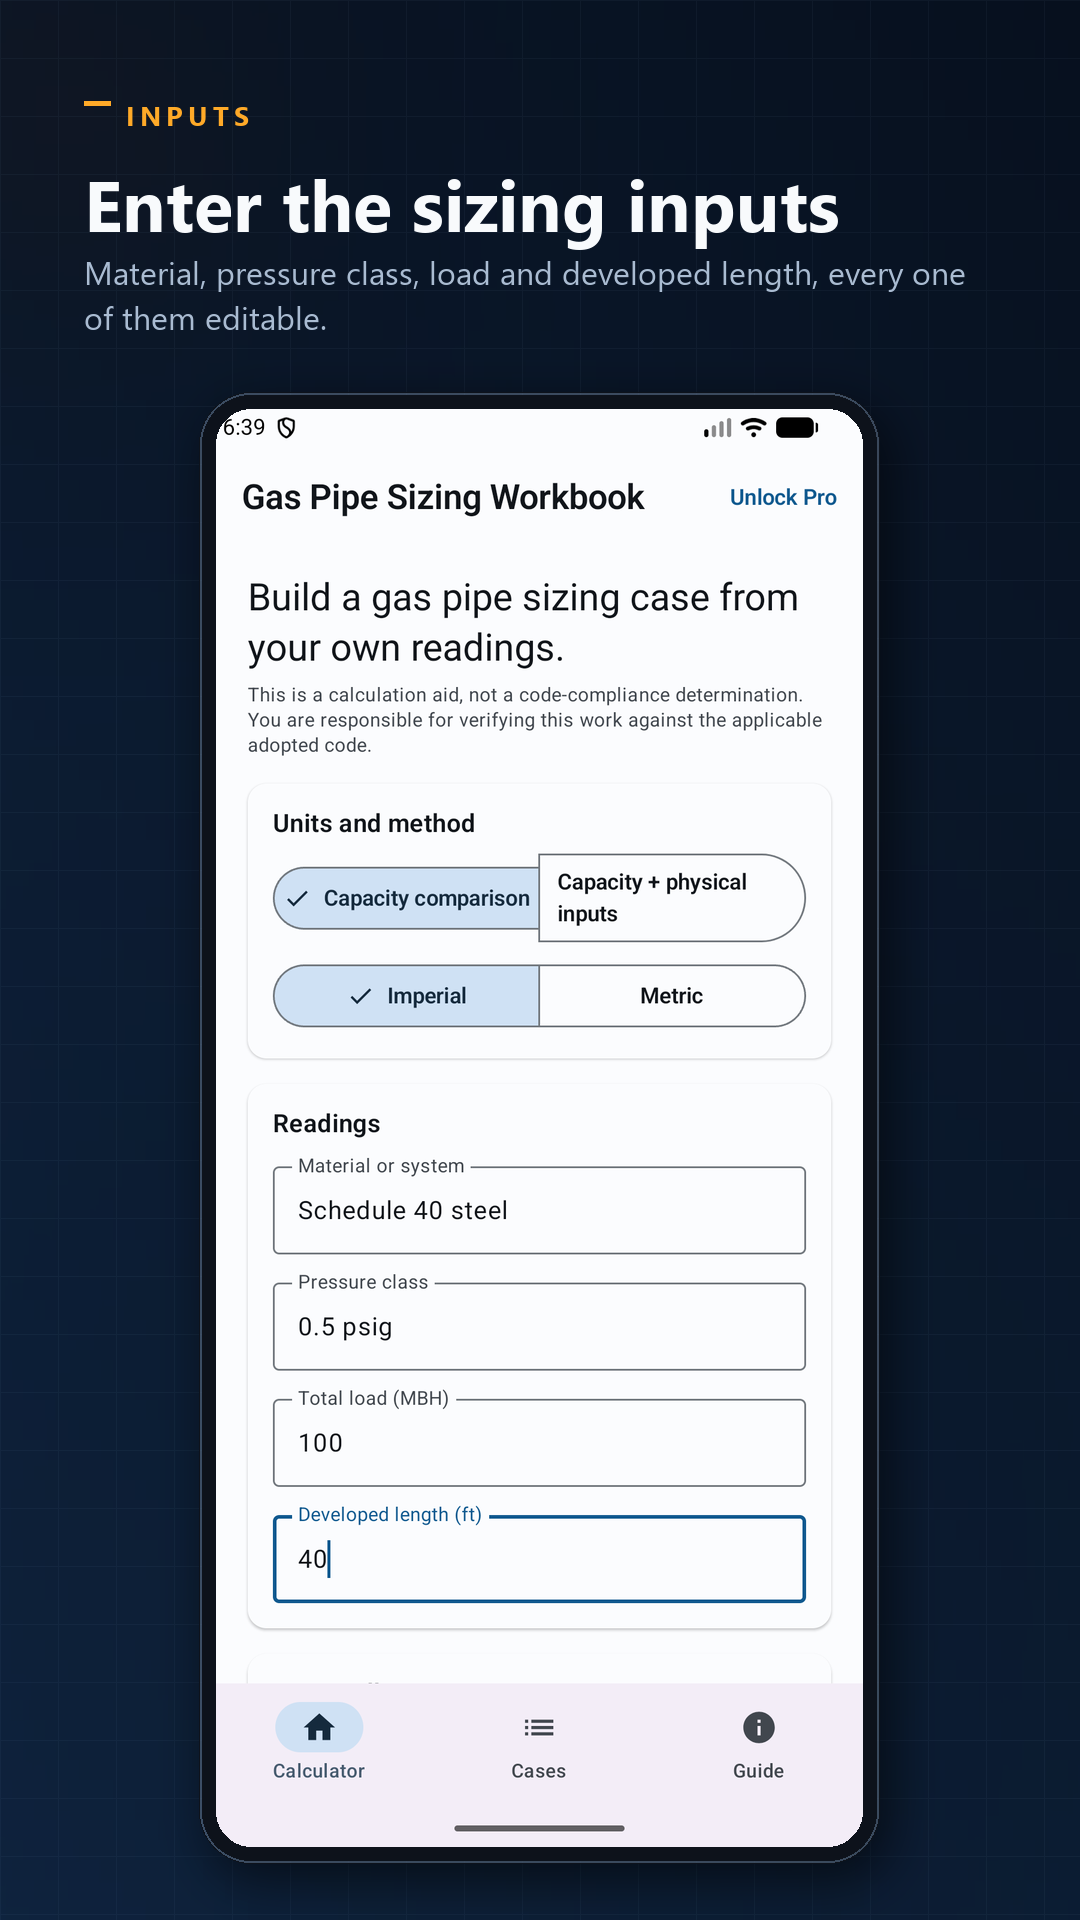 INPUTS
Enter the sizing inputs
Material, pressure class, load and developed length, every one
of them editable.
6:39
Gas Pipe Sizing Workbook
Unlock Pro
Build a gas pipe sizing case from
your own readings.
This is a calculation aid, not a code-compliance determination.
You are responsible for verifying this work against the applicable
adopted code.
Units and method
Capacity comparison
Capacity + physical
inputs
Imperial
Metric
Readings
Material or system
Schedule 40 steel
Pressure class
0.5 psig
Total load (MBH)
100
Developed length (ft)
40
Calculator
Cases
Guide